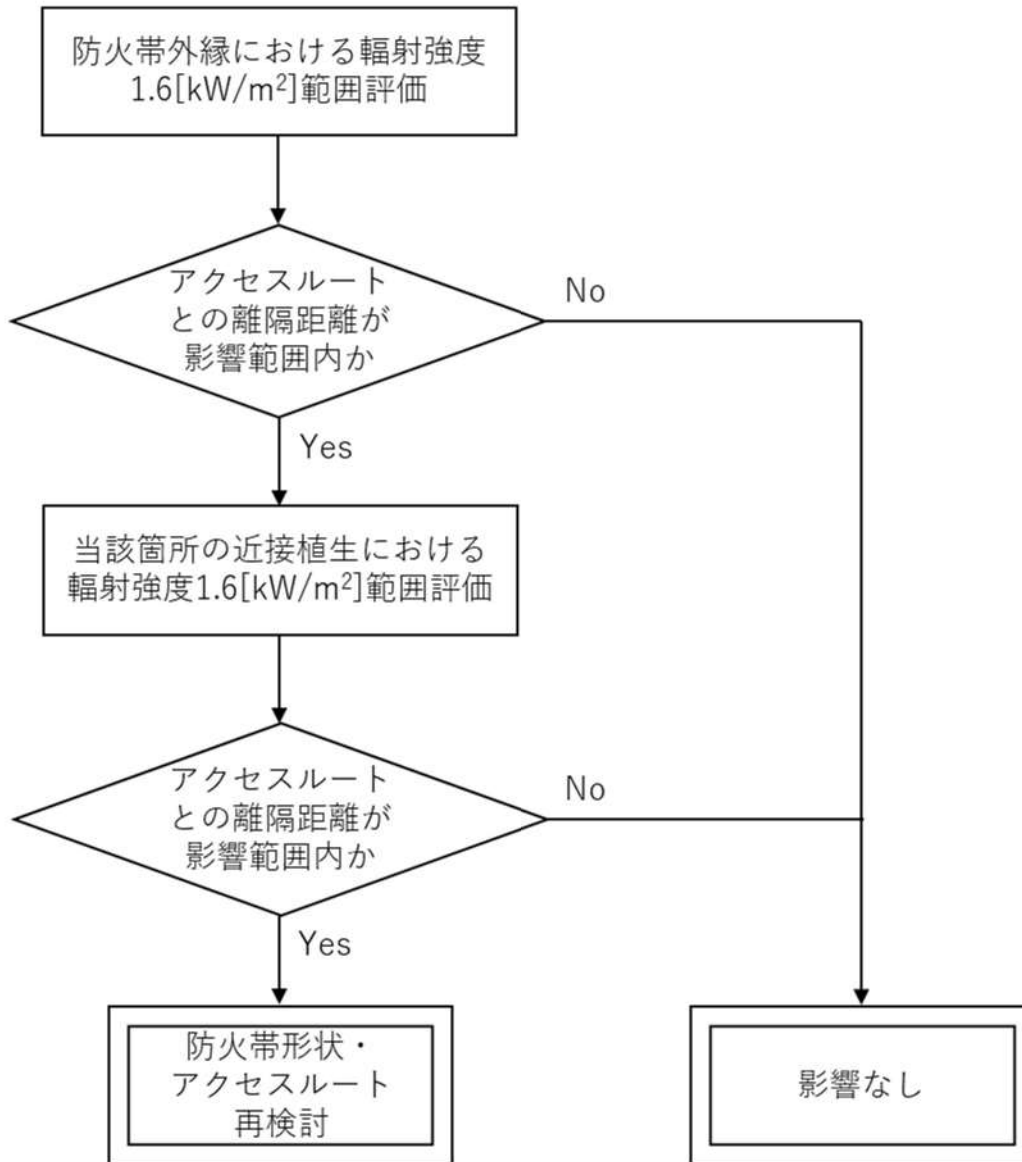 防火帯外縁における輻射強度
1.6[kW/m²]範囲評価
アクセスルート
との離隔距離が
影響範囲内か
No
Yes
当該箇所の近接植生における
輻射強度1.6[kW/m²]範囲評価
アクセスルート
との離隔距離が
影響範囲内か
No
Yes
防火帯形状・
アクセスルート
再検討
影響なし